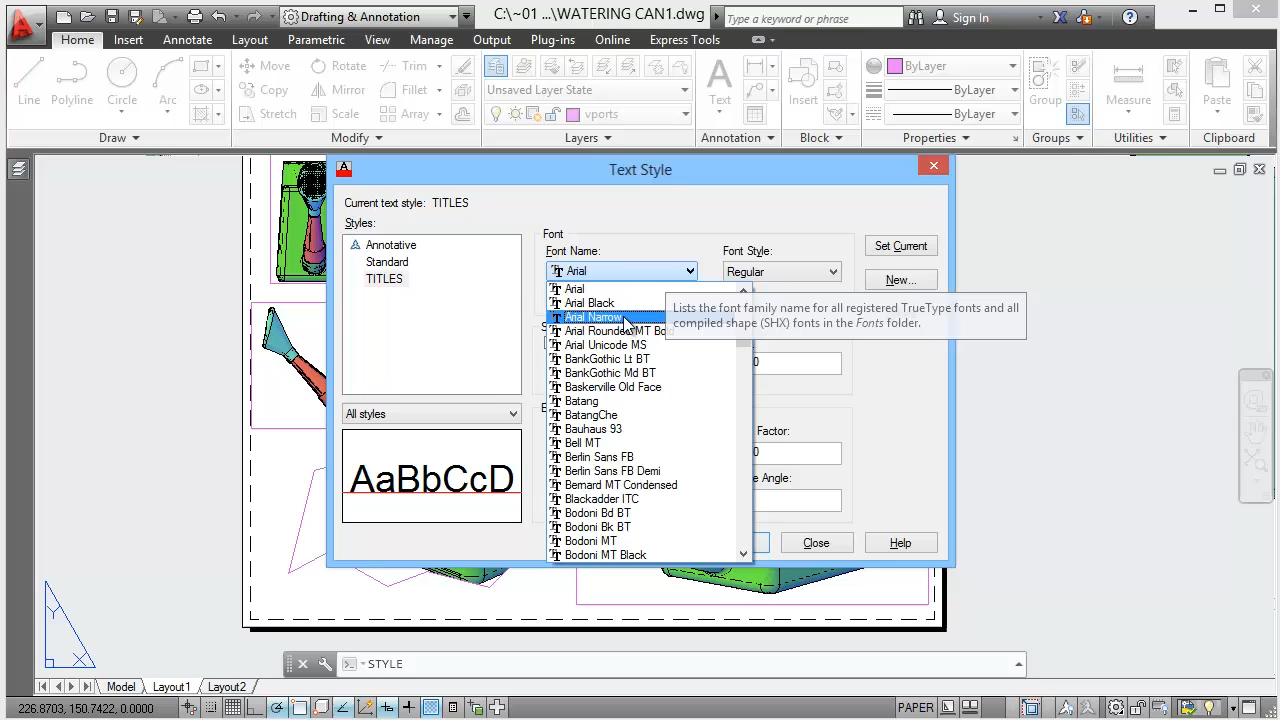 Drafting & Annotation
C:\~01 ...\WATERING CAN1.dwg
Type a keyword or phrase
Sign In
Home Insert Annotate Layout Parametric View Manage Output Plug-ins Online Express Tools
Line
Polyline
Circle
Arc
Move
Rotate
Trim
Copy
Mirror
Fillet
Stretch
Scale
Array
Unsaved Layer State
vports
Text
Insert
ByLayer
ByLayer
ByLayer
Group
Measure
Paste
Draw
Modify
Layers
Annotation
Block
Properties
Groups
Utilities
Clipboard
Text Style
Current text style: TITLES
Styles:
Annotative
Standard
TITLES
All styles
AaBbCcD
Font
Font Name:
Arial
Font Style:
Regular
Set Current
New...
Arial
Arial Black
Arial Narrow
Arial Rounded MT Bold
Arial Unicode MS
BankGothic Lt BT
BankGothic Md BT
Baskerville Old Face
Batang
BatangChe
Bauhaus 93
Bell MT
Berlin Sans FB
Berlin Sans FB Demi
Bernard MT Condensed
Blackadder ITC
Bodoni Bd BT
Bodoni Bk BT
Bodoni MT
Bodoni MT Black
Lists the font family name for all registered TrueType fonts and all
compiled shape (SHX) fonts in the Fonts folder.
0
Factor:
0
e Angle:
Close
Help
Y
X
STYLE
Model Layout1 Layout2
226.8703, 150.7422, 0.0000
PAPER